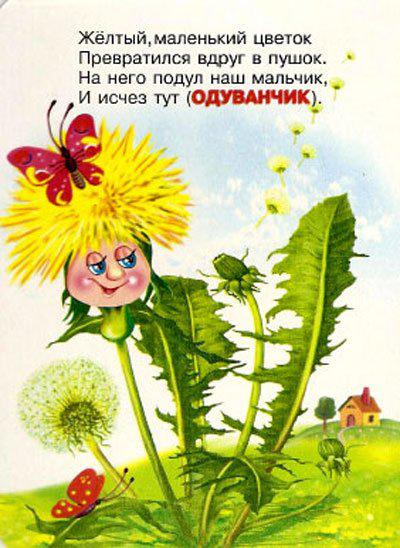 Жёлтый, маленький цветок
Превратился вдруг в пушок.
На него подул наш мальчик,
И исчез тут (ОДУВАНЧИК).